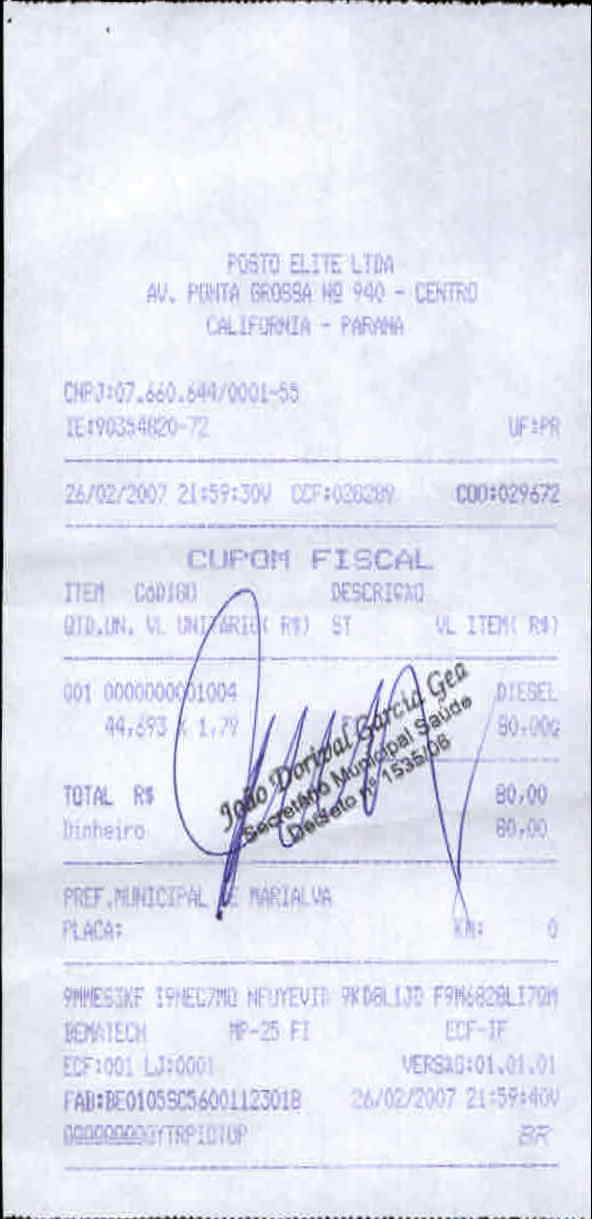 POSTO ELITE LTDA
AV. PONTA GROSSA Nº 940 - CENTRO
CALIFORNIA - PARANA
CNPJ:07.660.644/0001-55
IE:90354820-72 UF:PR
26/02/2007 21:59:30V CCF:028289 COO:029672
CUPOM FISCAL
ITEM CÓDIGO DESCRIÇÃO
QTD.UN. VL UNITÁRIO( R$) ST VL ITEM( R$)
001 0000000001004 DIESEL
44,693 X 1,79 80,00G
TOTAL R$ 80,00
Dinheiro 80,00
João Dorival Garcia Gea
Secretário Municipal Saúde
Decreto nº 1535/06
PREF.MUNICIPAL DE MARIALVA
PLACA: KM: 0
BEMATECH MP-25 FI ECF-IF
ECF:001 LJ:0001 VERSÃO:01.01.01
FAB:BE0105SC56001123018 26/02/2007 21:59:40V
BR